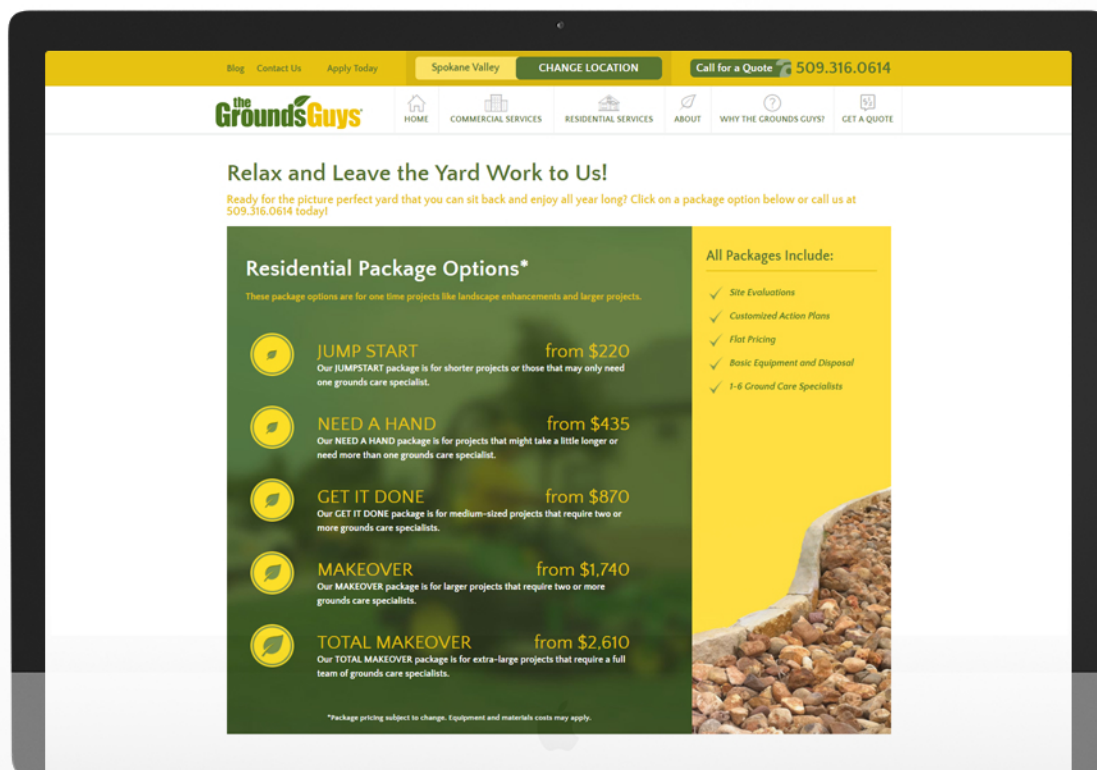 Blog Contact Us Apply Today Spokane Valley CHANGE LOCATION Call for a Quote 509.316.0614
the
GroundsGuys
HOME COMMERCIAL SERVICES RESIDENTIAL SERVICES ABOUT WHY THE GROUNDS GUYS? GET A QUOTE
Relax and Leave the Yard Work to Us!
Ready for the picture perfect yard that you can sit back and enjoy all year long? Click on a package option below or call us at
509.316.0614 today!
Residential Package Options*
These package options are for one time projects like landscape enhancements and larger projects.
JUMP START from $220
Our JUMPSTART package is for shorter projects or those that may only need
one grounds care specialist.
NEED A HAND from $435
Our NEED A HAND package is for projects that might take a little longer or
need more than one grounds care specialist.
GET IT DONE from $870
Our GET IT DONE package is for medium-sized projects that require two or
more grounds care specialists.
MAKEOVER from $1,740
Our MAKEOVER package is for larger projects that require two or more
grounds care specialists.
TOTAL MAKEOVER from $2,610
Our TOTAL MAKEOVER package is for extra-large projects that require a full
team of grounds care specialists.
*Package pricing subject to change. Equipment and materials costs may apply.
All Packages Include:
Site Evaluations
Customized Action Plans
Flat Pricing
Basic Equipment and Disposal
1-6 Ground Care Specialists